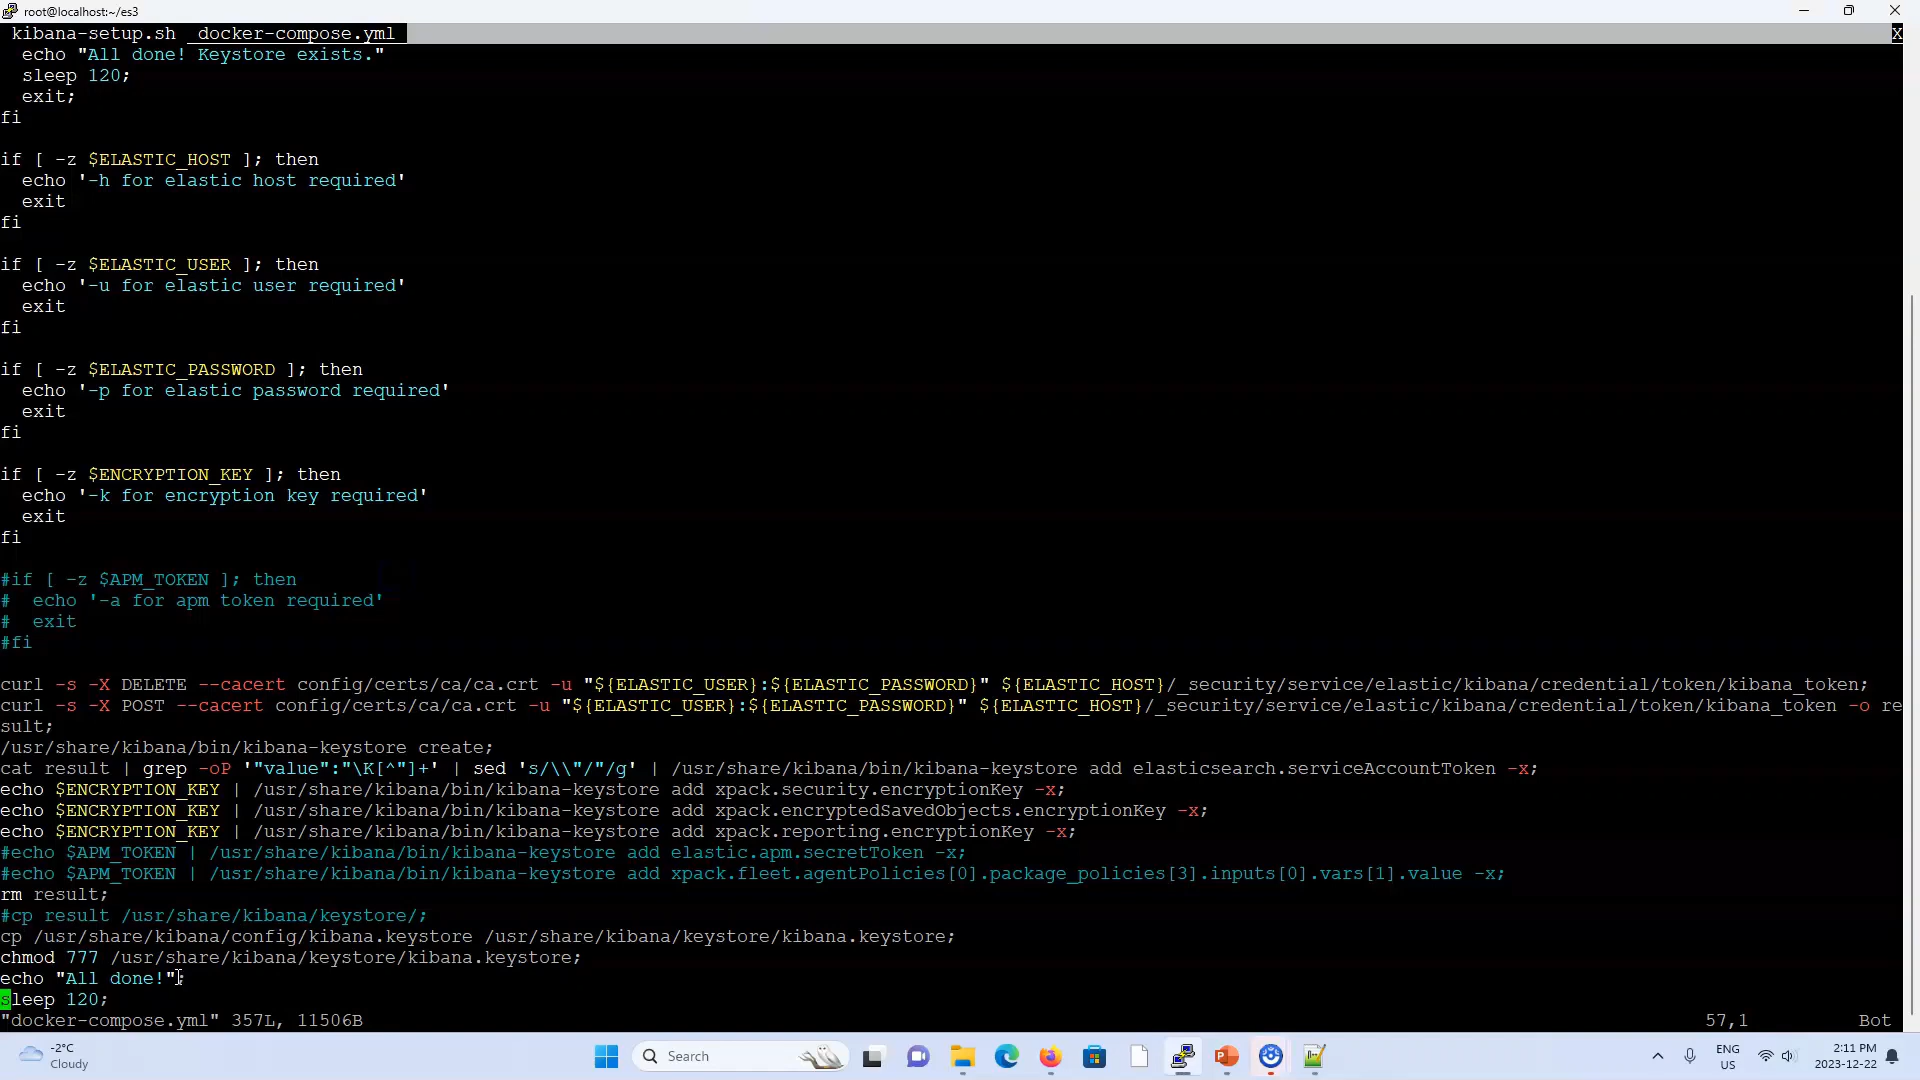 root@localhost:~/es3
kibana-setup.sh docker-compose.yml X
echo "All done! Keystore exists."
sleep 120;
exit;
fi
if [ -z $ELASTIC_HOST ]; then
echo '-h for elastic host required'
exit
fi
if [ -z $ELASTIC_USER ]; then
echo '-u for elastic user required'
exit
fi
if [ -z $ELASTIC_PASSWORD ]; then
echo '-p for elastic password required'
exit
fi
if [ -z $ENCRYPTION_KEY ]; then
echo '-k for encryption key required'
exit
fi
#if [ -z $APM_TOKEN ]; then
#  echo '-a for apm token required'
#  exit
#fi
curl -s -X DELETE --cacert config/certs/ca/ca.crt -u "${ELASTIC_USER}:${ELASTIC_PASSWORD}" ${ELASTIC_HOST}/_security/service/elastic/kibana/credential/token/kibana_token;
curl -s -X POST --cacert config/certs/ca/ca.crt -u "${ELASTIC_USER}:${ELASTIC_PASSWORD}" ${ELASTIC_HOST}/_security/service/elastic/kibana/credential/token/kibana_token -o re
sult;
/usr/share/kibana/bin/kibana-keystore create;
cat result | grep -oP '"value":"\K[^"]+' | sed 's/\\"/"/g' | /usr/share/kibana/bin/kibana-keystore add elasticsearch.serviceAccountToken -x;
echo $ENCRYPTION_KEY | /usr/share/kibana/bin/kibana-keystore add xpack.security.encryptionKey -x;
echo $ENCRYPTION_KEY | /usr/share/kibana/bin/kibana-keystore add xpack.encryptedSavedObjects.encryptionKey -x;
echo $ENCRYPTION_KEY | /usr/share/kibana/bin/kibana-keystore add xpack.reporting.encryptionKey -x;
#echo $APM_TOKEN | /usr/share/kibana/bin/kibana-keystore add elastic.apm.secretToken -x;
#echo $APM_TOKEN | /usr/share/kibana/bin/kibana-keystore add xpack.fleet.agentPolicies[0].package_policies[3].inputs[0].vars[1].value -x;
rm result;
#cp result /usr/share/kibana/keystore/;
cp /usr/share/kibana/config/kibana.keystore /usr/share/kibana/keystore/kibana.keystore;
chmod 777 /usr/share/kibana/keystore/kibana.keystore;
echo "All done!";
sleep 120;
"docker-compose.yml" 357L, 11506B 57,1 Bot
-2°C
Cloudy
Search
ENG
US
2:11 PM
2023-12-22